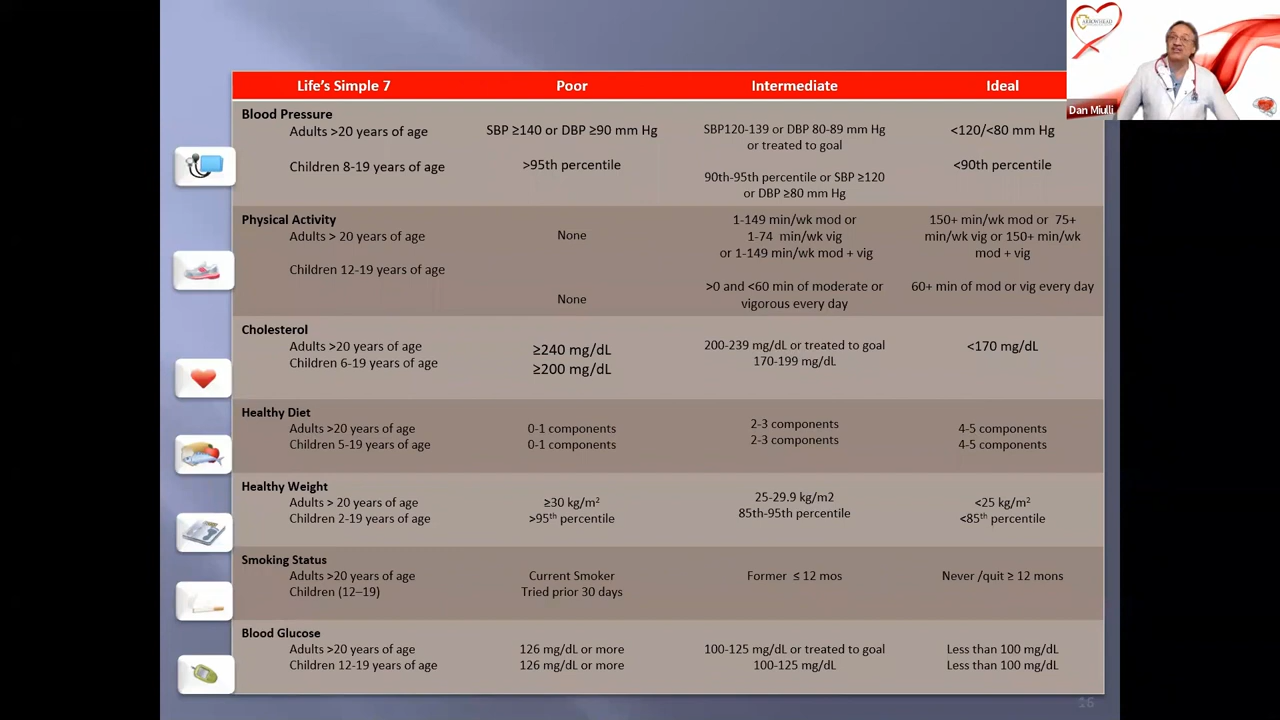 ARROWHEAD
Dan Miulli
Life's Simple 7 Poor Intermediate Ideal
Blood Pressure
Adults >20 years of age SBP ≥140 or DBP ≥90 mm Hg SBP120-139 or DBP 80-89 mm Hg <120/<80 mm Hg
or treated to goal
Children 8-19 years of age >95th percentile <90th percentile
90th-95th percentile or SBP ≥120
or DBP ≥80 mm Hg
Physical Activity 1-149 min/wk mod or 150+ min/wk mod or 75+
Adults > 20 years of age None 1-74 min/wk vig min/wk vig or 150+ min/wk
or 1-149 min/wk mod + vig mod + vig
Children 12-19 years of age
>0 and <60 min of moderate or 60+ min of mod or vig every day
None vigorous every day
Cholesterol
Adults >20 years of age ≥240 mg/dL 200-239 mg/dL or treated to goal <170 mg/dL
Children 6-19 years of age ≥200 mg/dL 170-199 mg/dL
Healthy Diet
Adults >20 years of age 0-1 components 2-3 components 4-5 components
Children 5-19 years of age 0-1 components 2-3 components 4-5 components
Healthy Weight
Adults > 20 years of age ≥30 kg/m² 25-29.9 kg/m2 <25 kg/m²
Children 2-19 years of age >95th percentile 85th-95th percentile <85th percentile
Smoking Status
Adults >20 years of age Current Smoker Former ≤ 12 mos Never /quit ≥ 12 mons
Children (12–19) Tried prior 30 days
Blood Glucose
Adults >20 years of age 126 mg/dL or more 100-125 mg/dL or treated to goal Less than 100 mg/dL
Children 12-19 years of age 126 mg/dL or more 100-125 mg/dL Less than 100 mg/dL
16